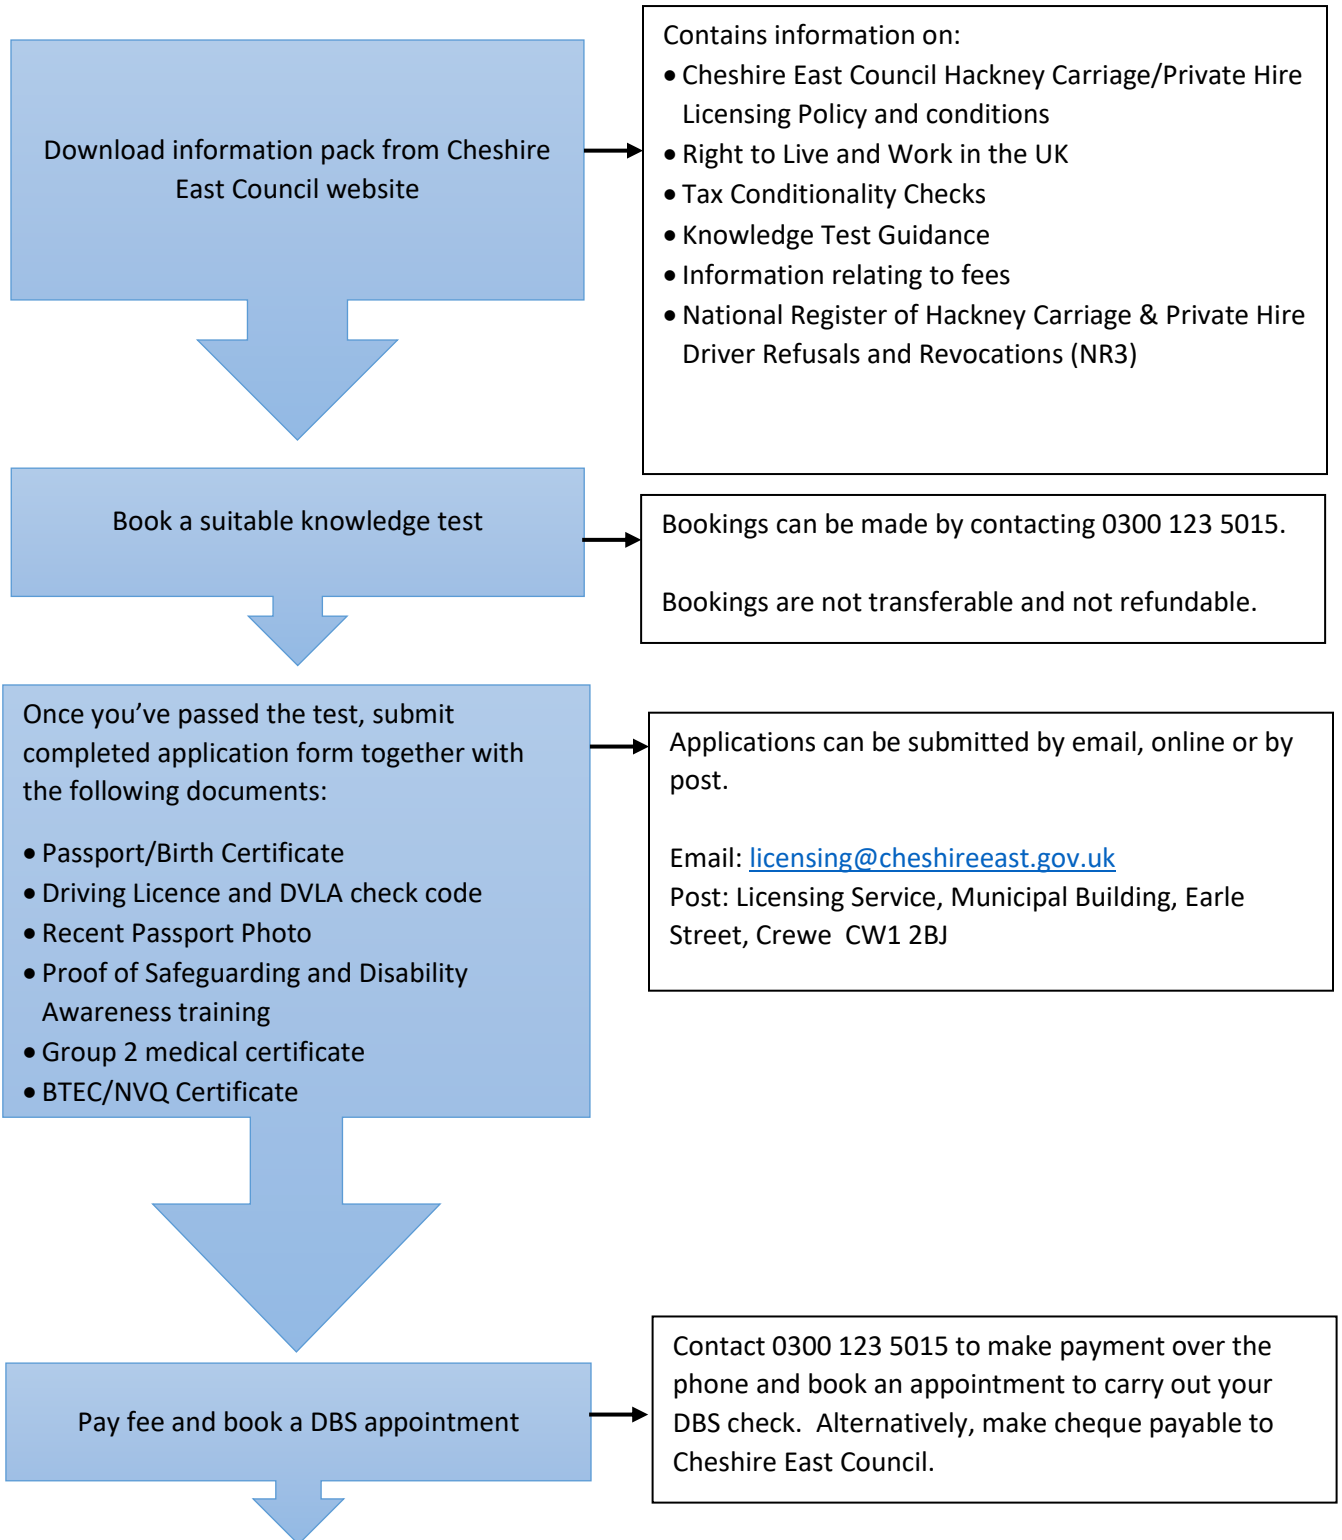 Download information pack from Cheshire
East Council website
Contains information on:
• Cheshire East Council Hackney Carriage/Private Hire
Licensing Policy and conditions
• Right to Live and Work in the UK
• Tax Conditionality Checks
• Knowledge Test Guidance
• Information relating to fees
• National Register of Hackney Carriage & Private Hire
Driver Refusals and Revocations (NR3)
Book a suitable knowledge test
Bookings can be made by contacting 0300 123 5015.
Bookings are not transferable and not refundable.
Once you’ve passed the test, submit
completed application form together with
the following documents:
• Passport/Birth Certificate
• Driving Licence and DVLA check code
• Recent Passport Photo
• Proof of Safeguarding and Disability
Awareness training
• Group 2 medical certificate
• BTEC/NVQ Certificate
Applications can be submitted by email, online or by
post.
Email: licensing@cheshireeast.gov.uk
Post: Licensing Service, Municipal Building, Earle
Street, Crewe  CW1 2BJ
Pay fee and book a DBS appointment
Contact 0300 123 5015 to make payment over the
phone and book an appointment to carry out your
DBS check.  Alternatively, make cheque payable to
Cheshire East Council.